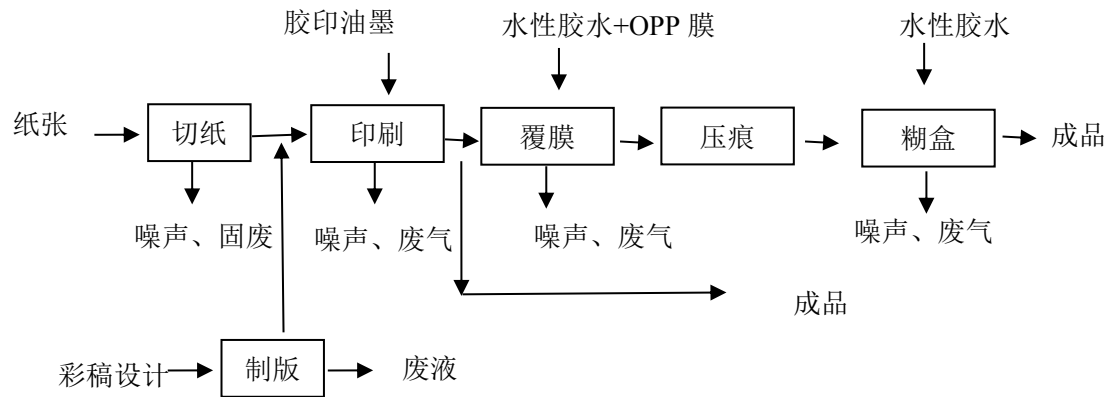 胶印油墨
水性胶水+OPP 膜
水性胶水
纸张
切纸
印刷
覆膜
压痕
糊盒
成品
噪声、固废
噪声、废气
噪声、废气
噪声、废气
成品
彩稿设计
制版
废液